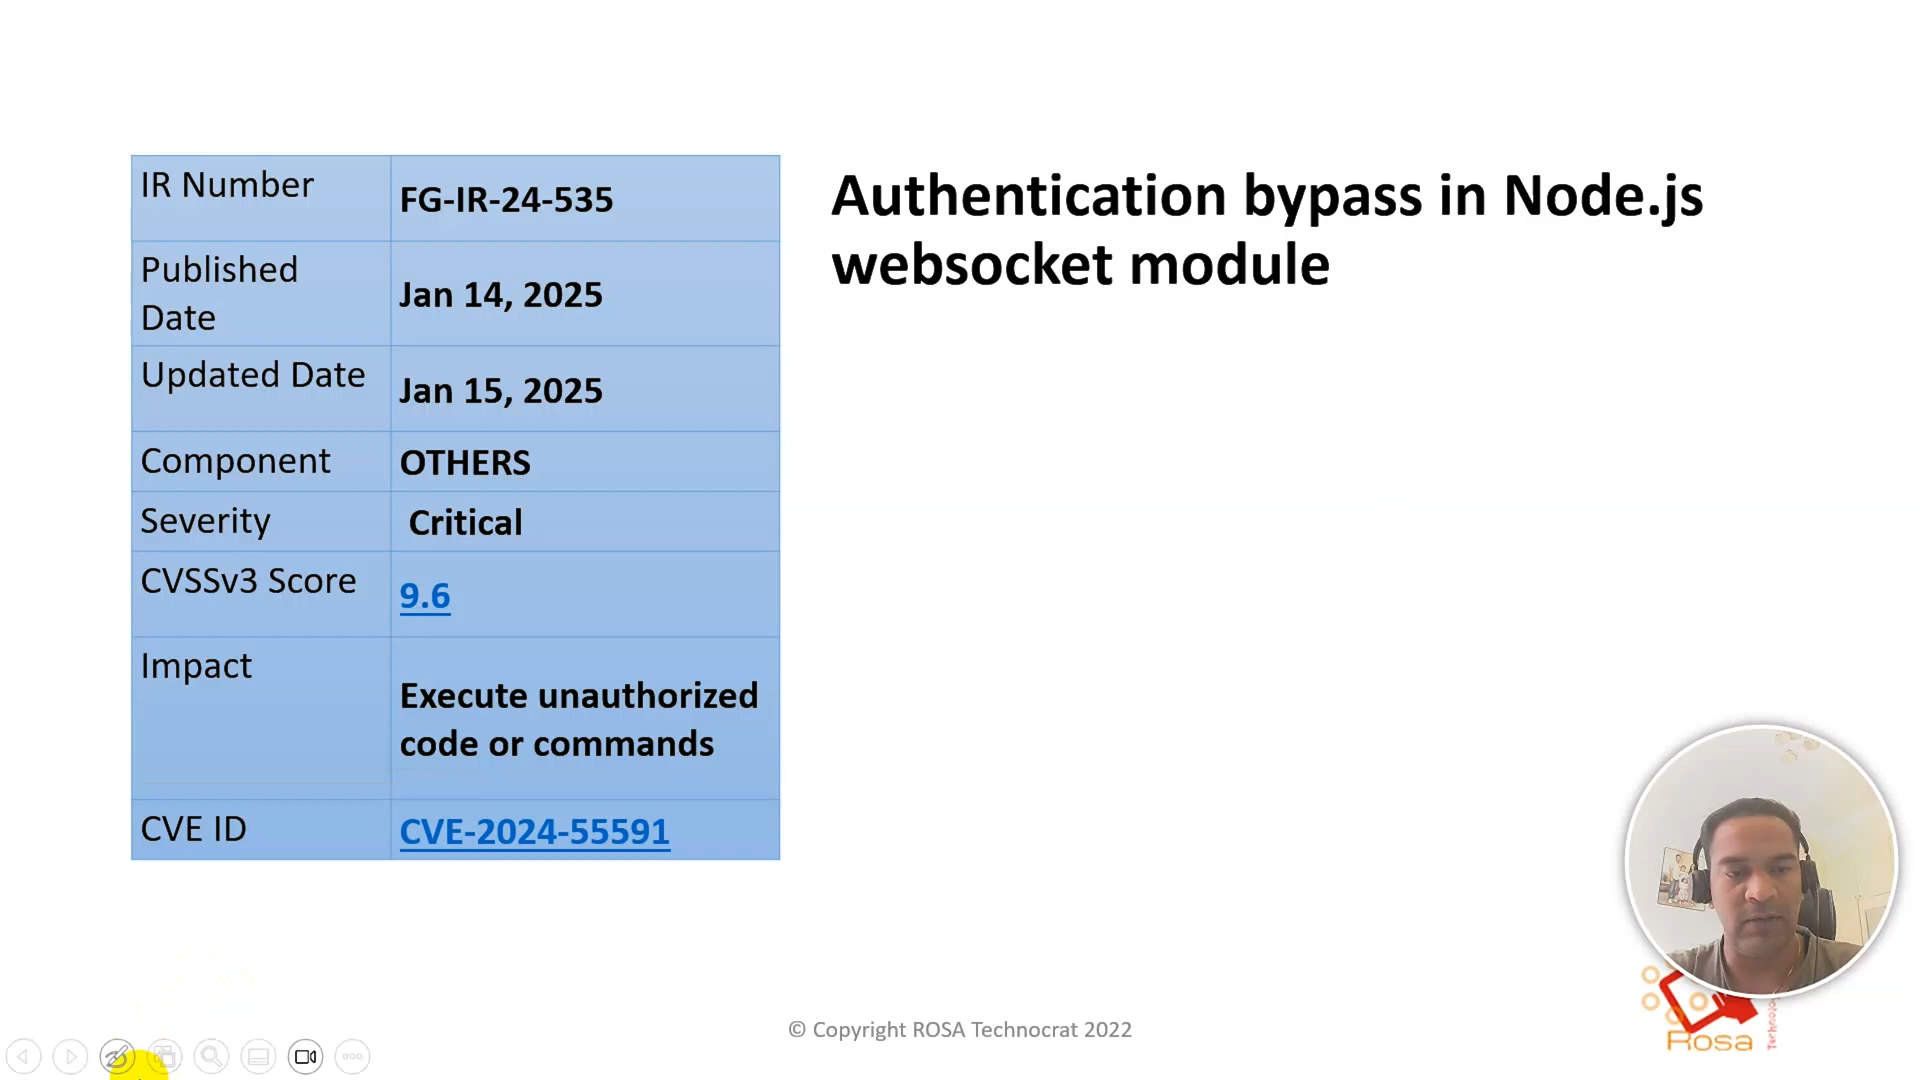 IR Number
FG-IR-24-535
Published
Date
Jan 14, 2025
Updated Date
Jan 15, 2025
Component
OTHERS
Severity
Critical
CVSSv3 Score
9.6
Impact
Execute unauthorized
code or commands
CVE ID
CVE-2024-55591
Authentication bypass in Node.js
websocket module
© Copyright ROSA Technocrat 2022
Rosa